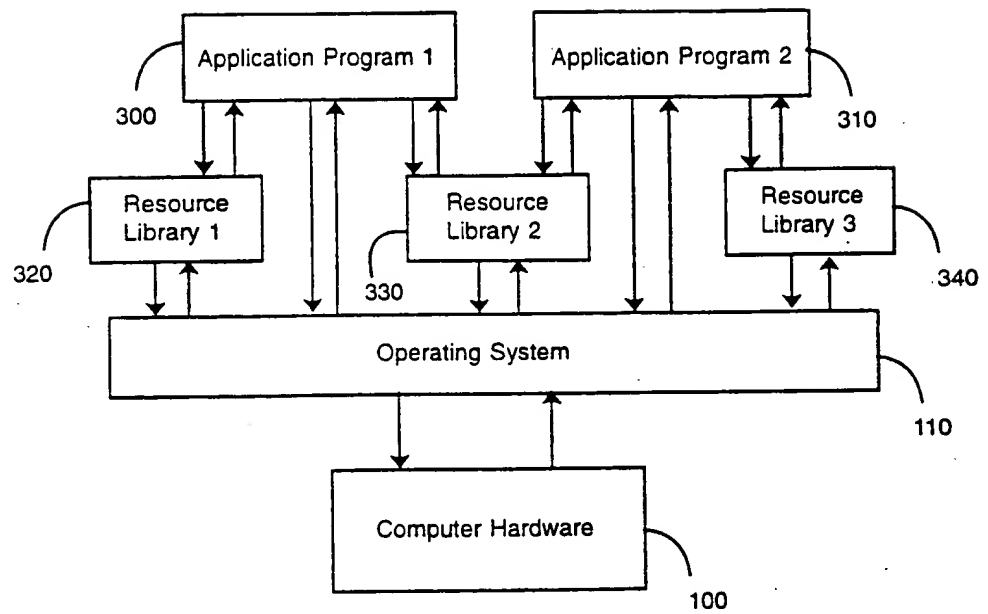 Application Program 1
Application Program 2
300
310
Resource
Library 1
Resource
Library 2
Resource
Library 3
320
330
340
Operating System
110
Computer Hardware
100